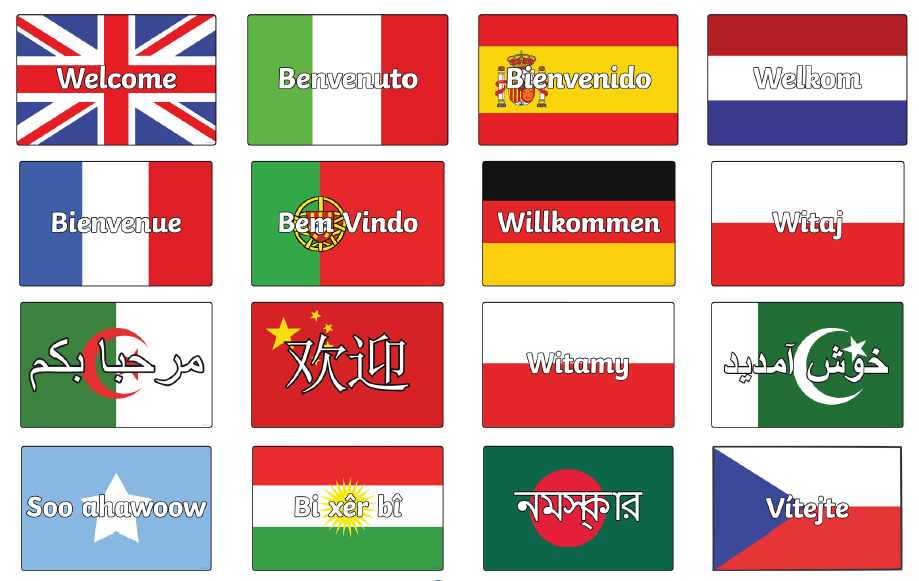 Welcome
Benvenuto
Bienvenido
Welkom
Bienvenue
Bem Vindo
Willkommen
Witaj
مرحبا بكم
欢迎
Witamy
خوش آمدید
Soo ahawoow
Bi xêr bî
নমস্কার
Vítejte